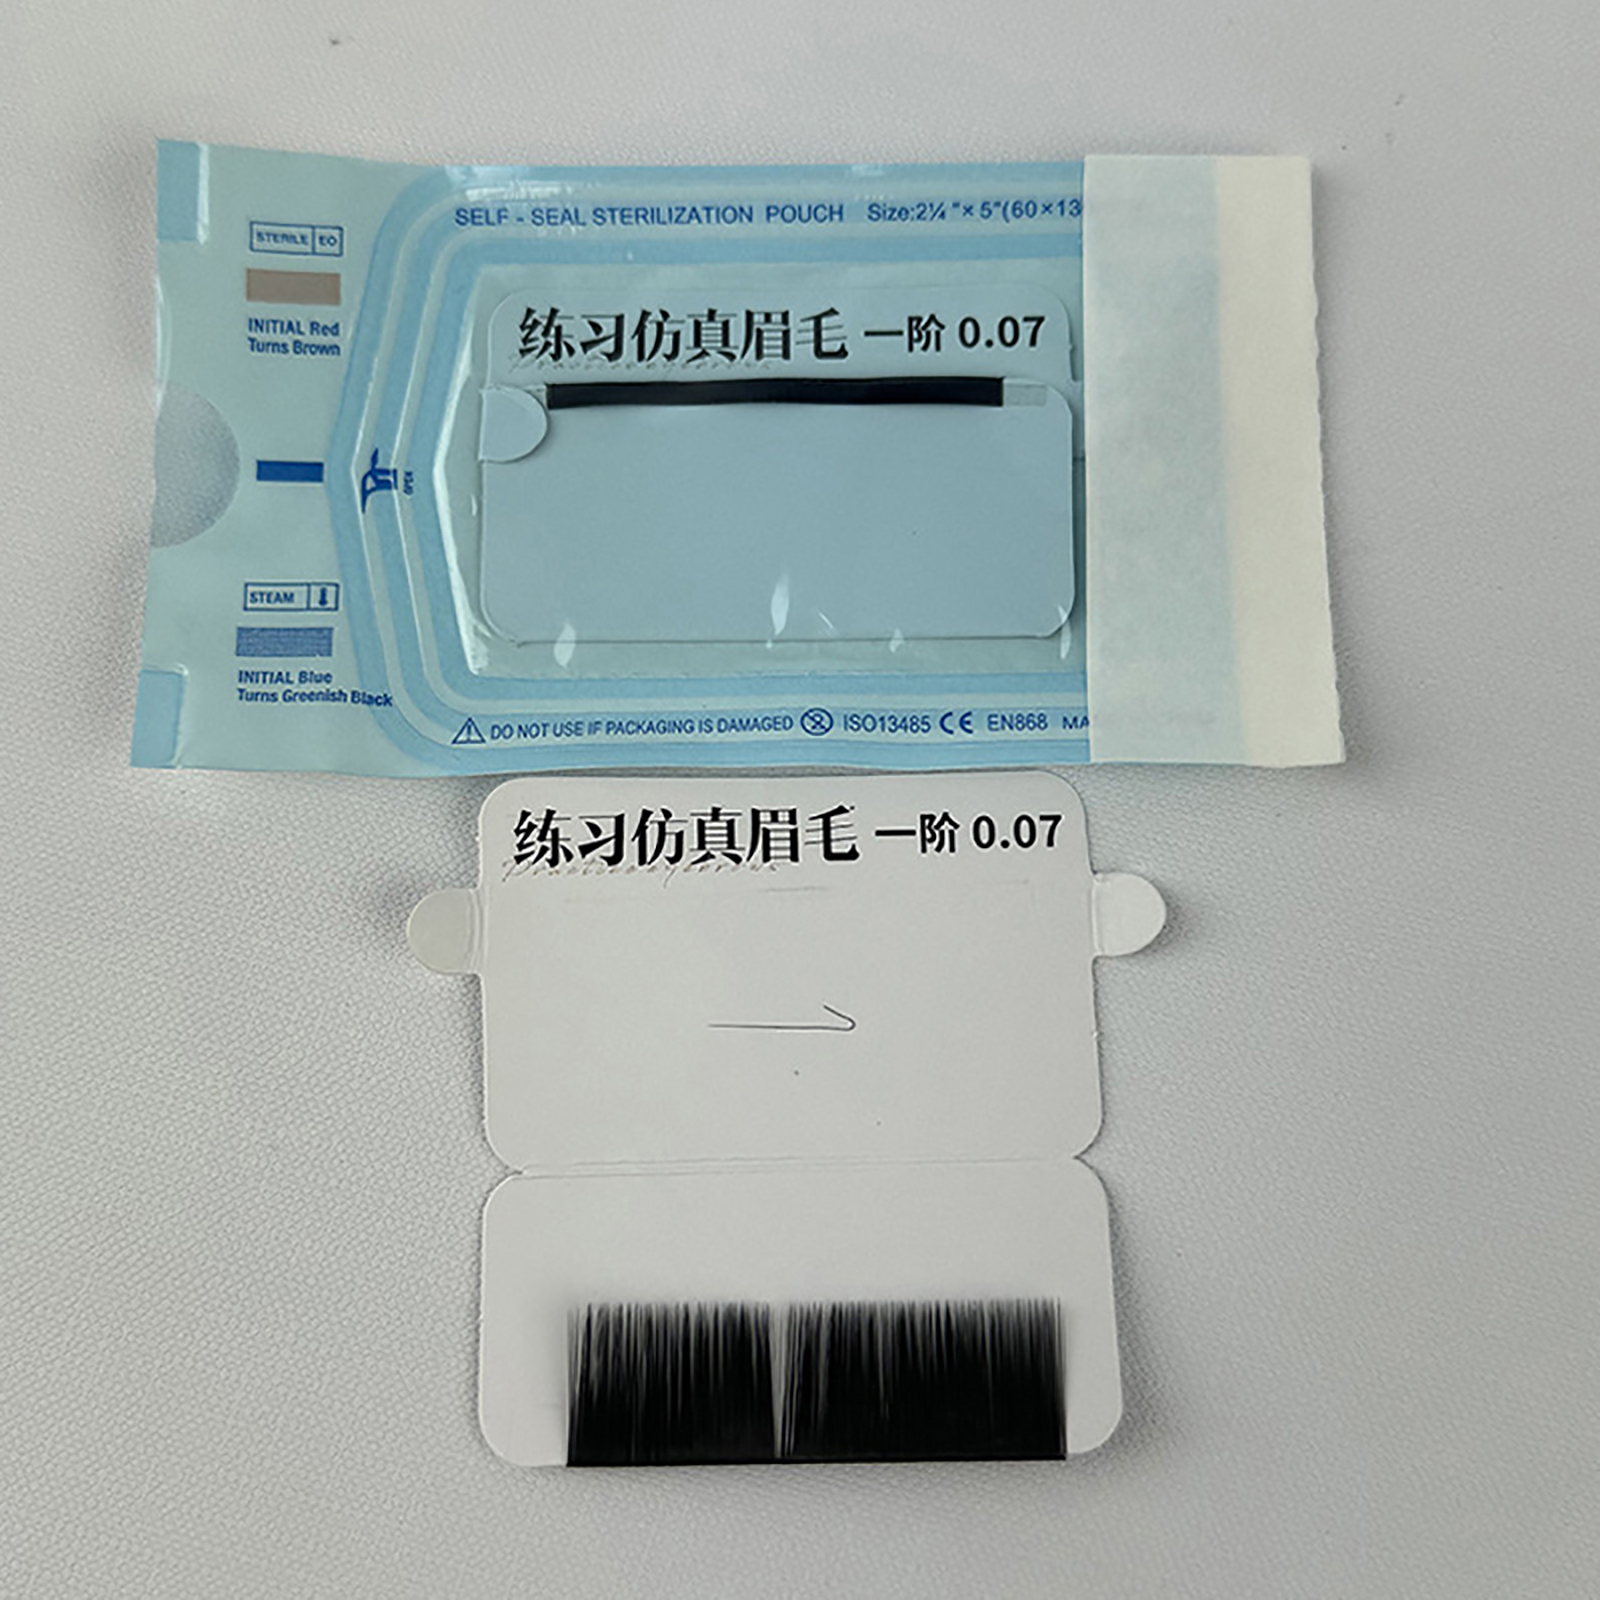 SELF - SEAL STERILIZATION POUCH Size:2¼"×5"(60×13
STERILE EO
INITIAL Red
Turns Brown
练习仿真眉毛 一阶 0.07
OPEN
STEAM
INITIAL Blue
Turns Greenish Black
DO NOT USE IF PACKAGING IS DAMAGED ISO13485 CE EN868 MA
练习仿真眉毛 一阶 0.07